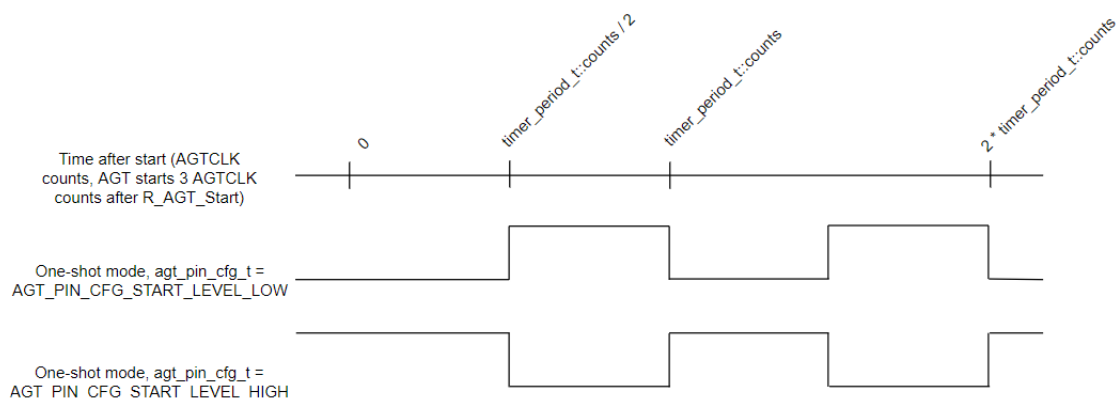 timer_period_t::counts / 2
timer_period_t::counts
2 * timer_period_t::counts
0
Time after start (AGTCLK
counts, AGT starts 3 AGTCLK
counts after R_AGT_Start)
One-shot mode, agt_pin_cfg_t =
AGT_PIN_CFG_START_LEVEL_LOW
One-shot mode, agt_pin_cfg_t =
AGT_PIN_CFG_START_LEVEL_HIGH